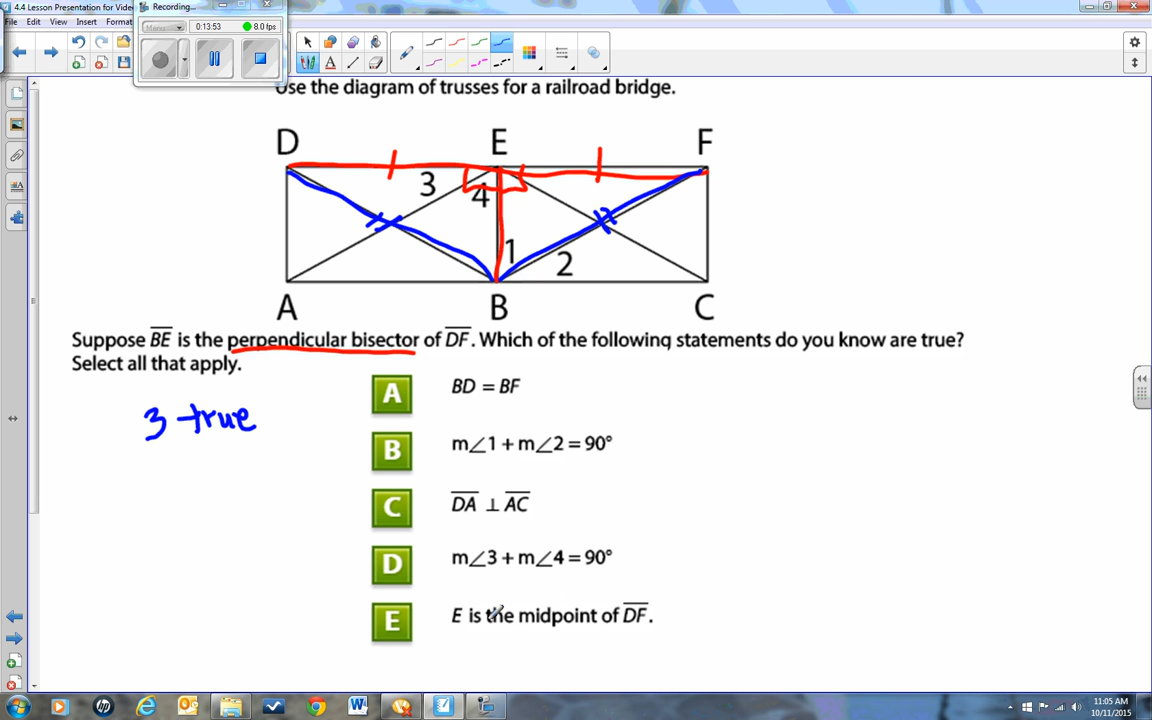 4.4 Lesson Presentation for Video
Recording...
File Edit View Insert Format
Menu 0:13:53 8.0 fps
Use the diagram of trusses for a railroad bridge.
D E F
3 4
1 2
A B C
Suppose BE is the perpendicular bisector of DF. Which of the following statements do you know are true?
Select all that apply.
3 true
A BD = BF
B m∠1 + m∠2 = 90°
C DA ⊥ AC
D m∠3 + m∠4 = 90°
E E is the midpoint of DF.
11:05 AM
10/11/2015